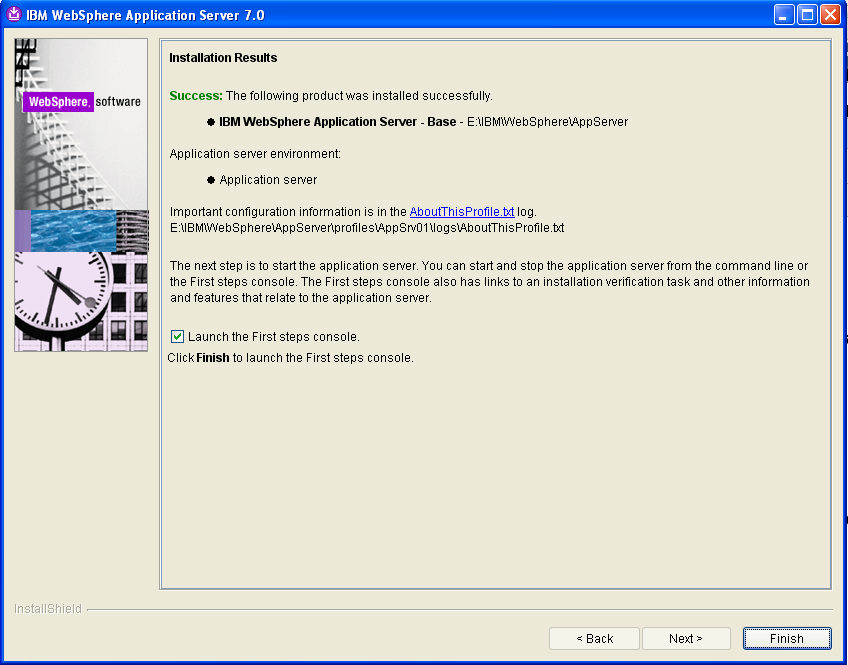 IBM WebSphere Application Server 7.0
WebSphere. software
Installation Results
Success: The following product was installed successfully.
IBM WebSphere Application Server - Base - E:\IBM\WebSphere\AppServer
Application server environment:
Application server
Important configuration information is in the AboutThisProfile.txt log.
E:\IBM\WebSphere\AppServer\profiles\AppSrv01\logs\AboutThisProfile.txt
The next step is to start the application server. You can start and stop the application server from the command line or
the First steps console. The First steps console also has links to an installation verification task and other information
and features that relate to the application server.
Launch the First steps console.
Click Finish to launch the First steps console.
InstallShield
< Back
Next >
Finish